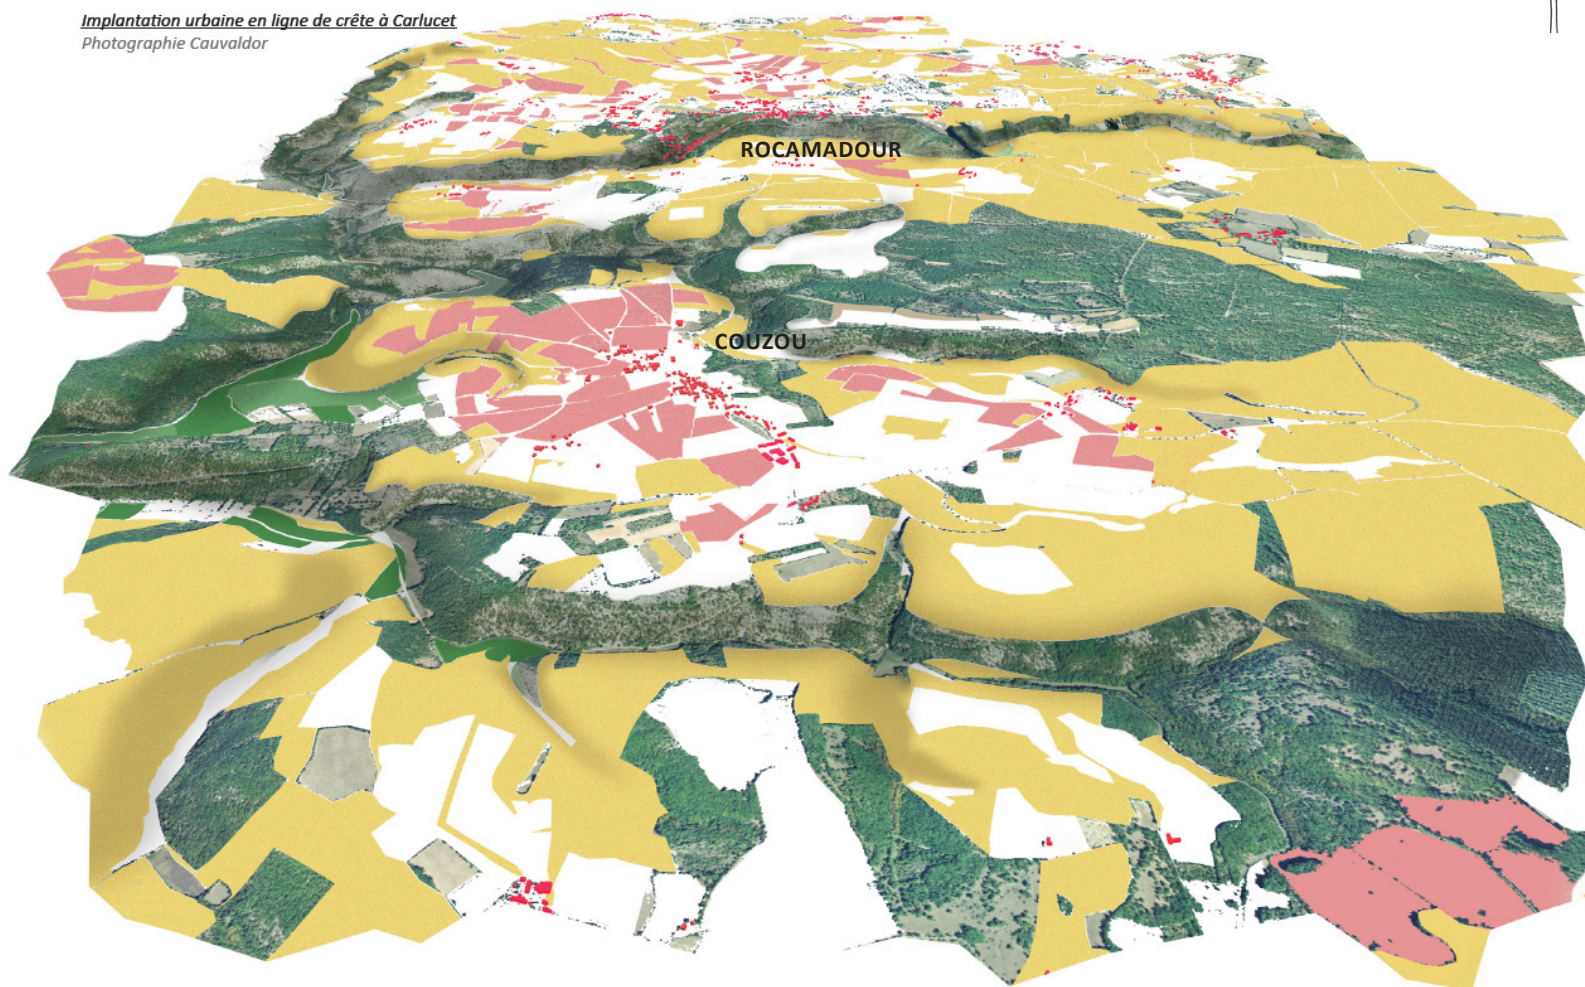 Implantation urbaine en ligne de crête à Carlucet
Photographie Cauvaldor
ROCAMADOUR
COUZOU